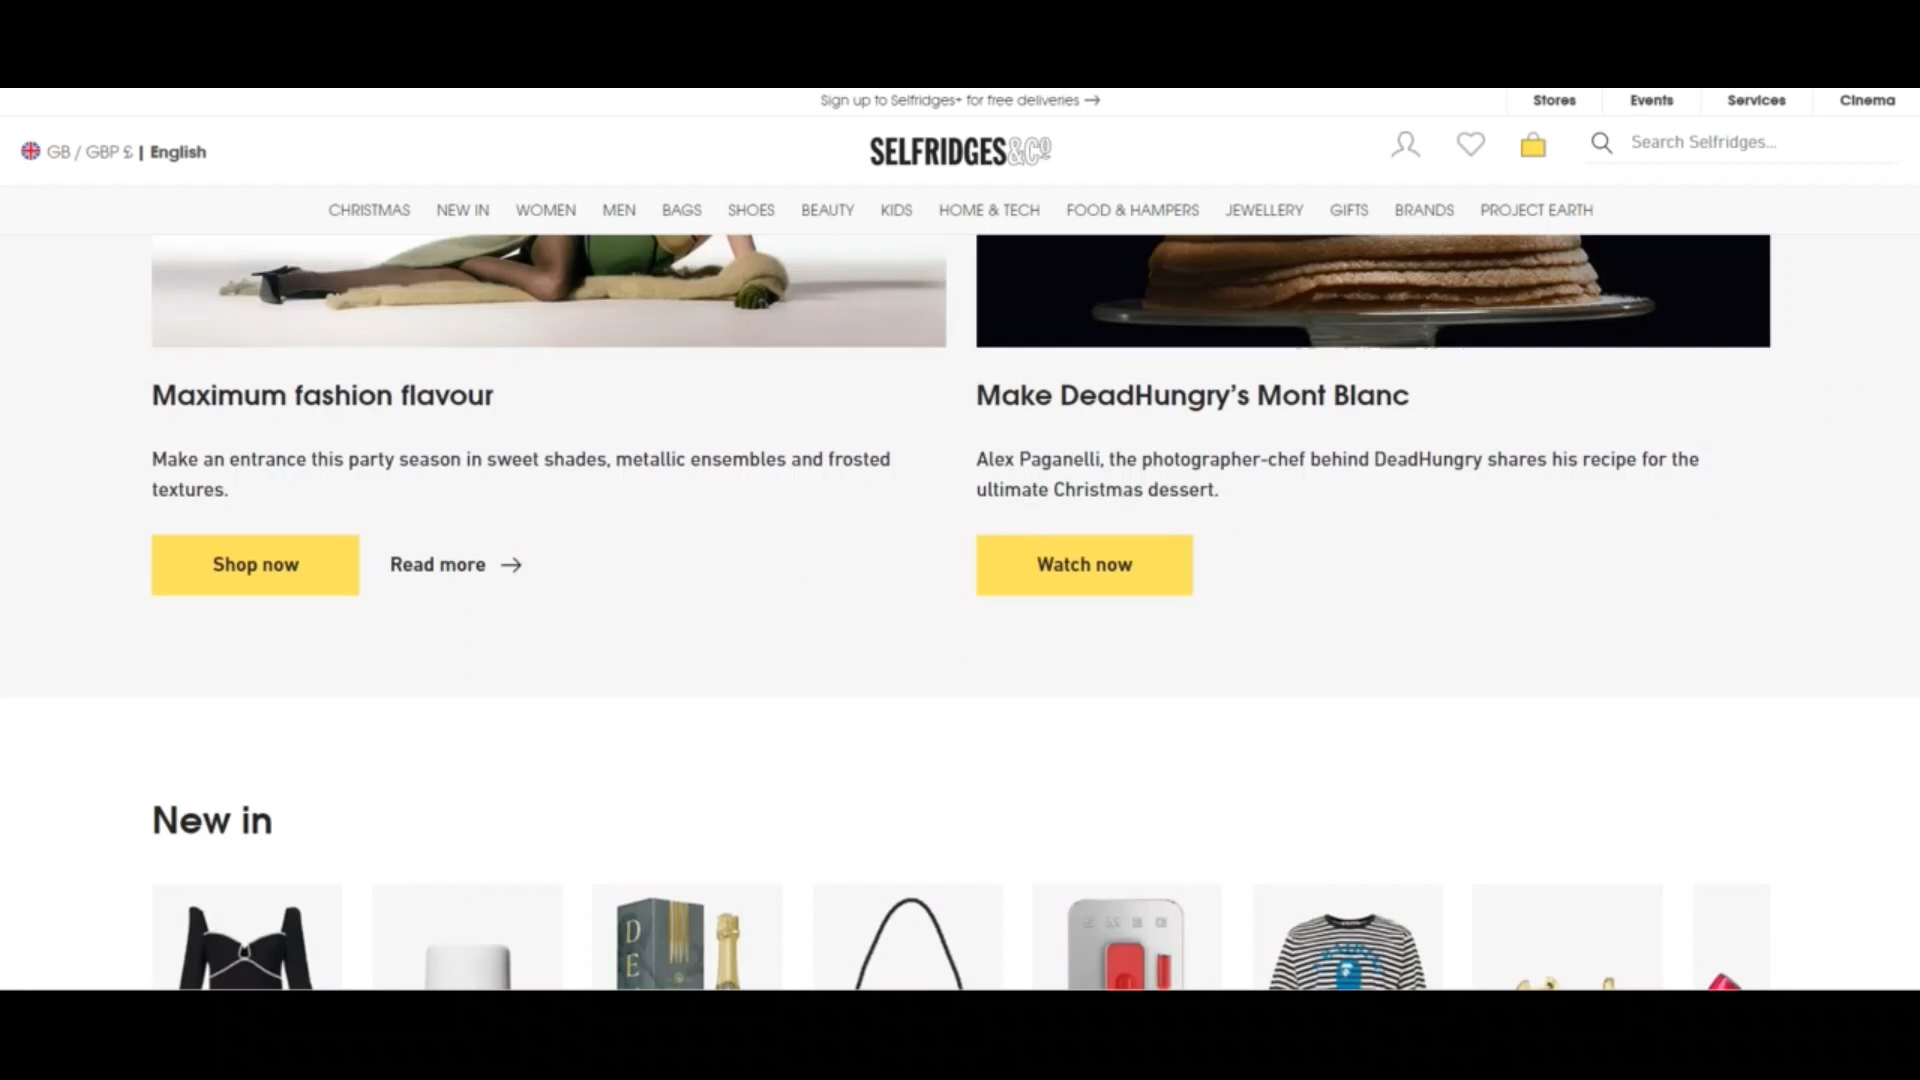 Sign up to Selfridges+ for free deliveries →
Stores Events Services Cinema
GB / GBP £ | English
SELFRIDGES&Cº
Search Selfridges...
CHRISTMAS NEW IN WOMEN MEN BAGS SHOES BEAUTY KIDS HOME & TECH FOOD & HAMPERS JEWELLERY GIFTS BRANDS PROJECT EARTH
Maximum fashion flavour
Make an entrance this party season in sweet shades, metallic ensembles and frosted
textures.
Shop now
Read more →
Make DeadHungry’s Mont Blanc
Alex Paganelli, the photographer-chef behind DeadHungry shares his recipe for the
ultimate Christmas dessert.
Watch now
New in
D
E
SMEG